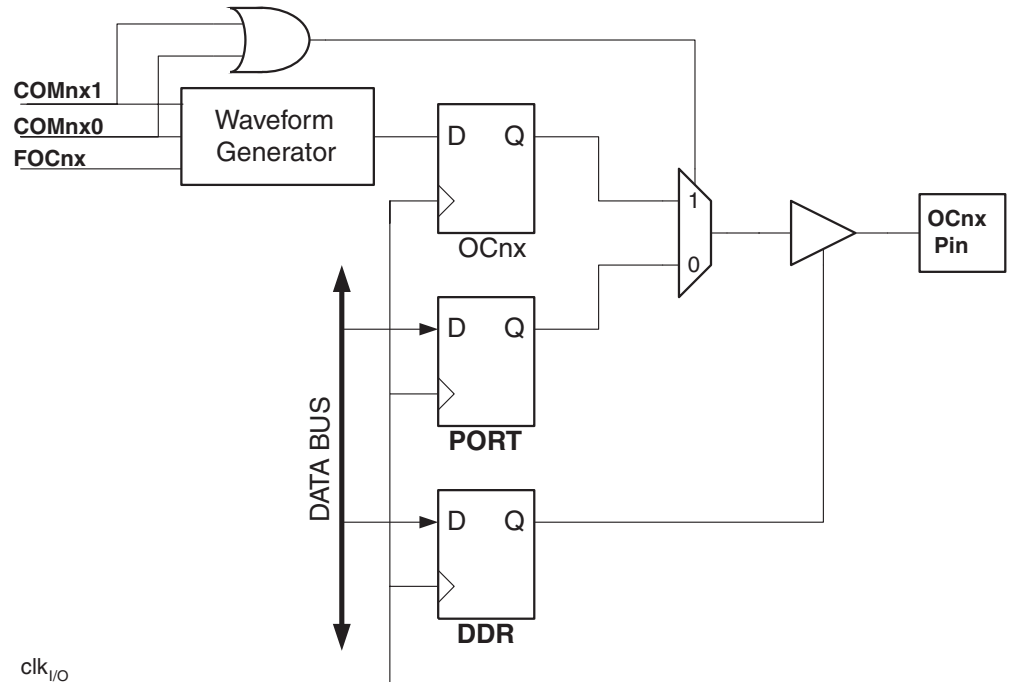 COMnx1
COMnx0
FOCnx
Waveform
Generator
D Q
OCnx
1
0
OCnx
Pin
D Q
PORT
DATA BUS
D Q
DDR
clkI/O